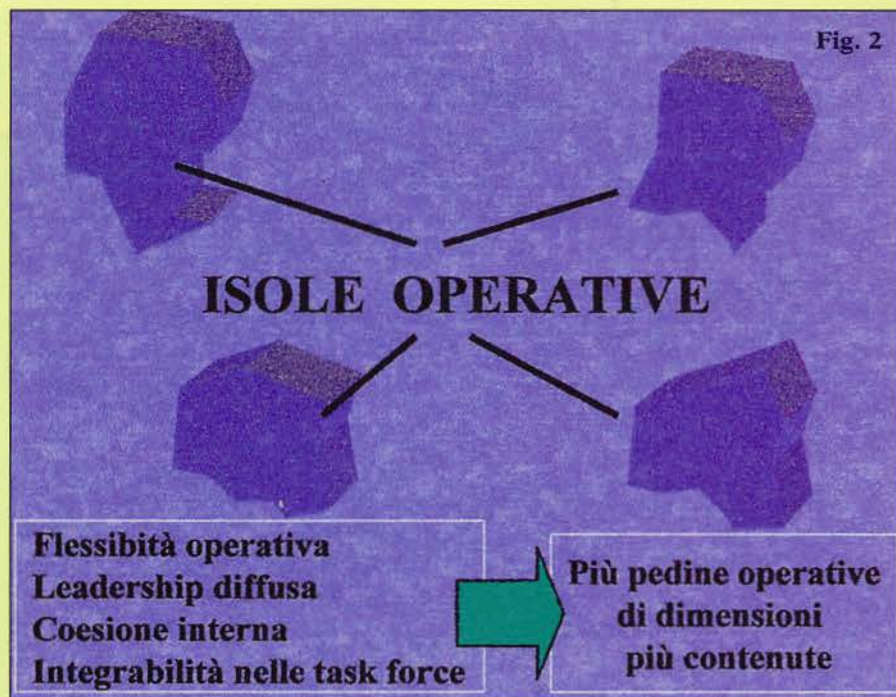 Fig. 2
ISOLE OPERATIVE
Flessibità operativa
Leadership diffusa
Coesione interna
Integrabilità nelle task force
Più pedine operative
di dimensioni
più contenute